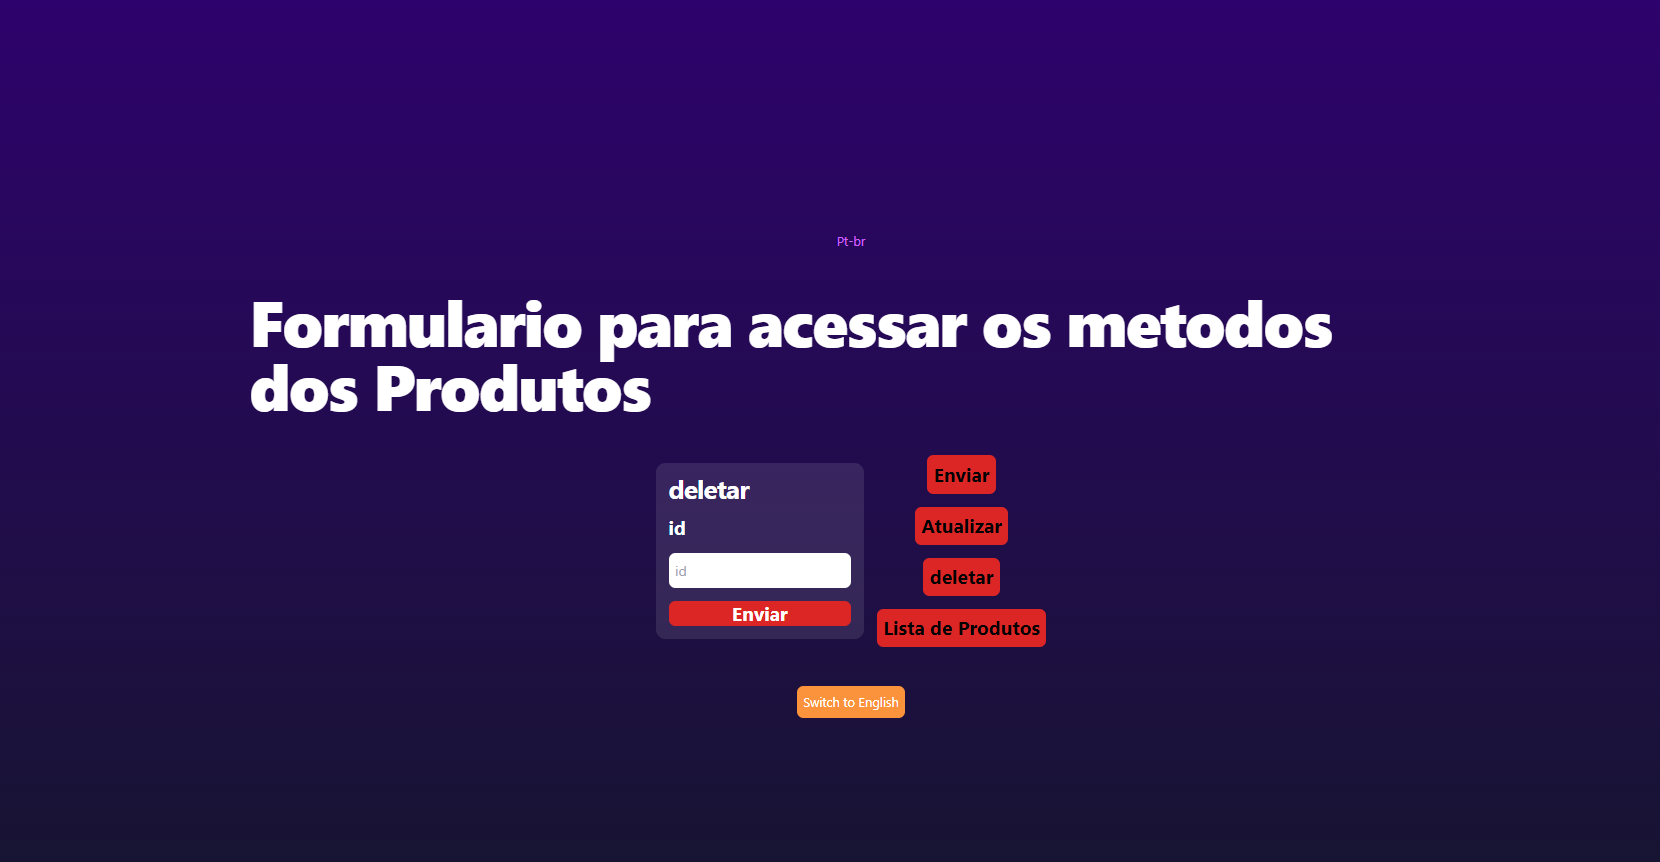 Pt-br
Formulario para acessar os metodos
dos Produtos
deletar
id
id
Enviar
Enviar
Atualizar
deletar
Lista de Produtos
Switch to English